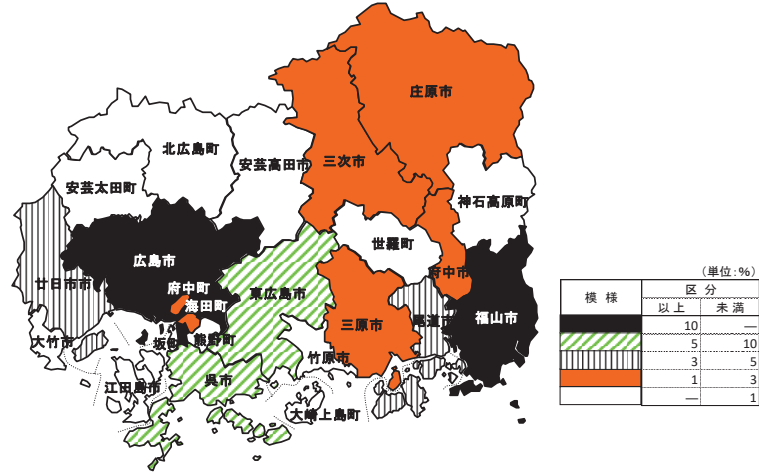 庄原市
北広島町
安芸高田市
三次市
安芸太田町
神石高原町
世羅町
広島市
府中市
廿日市市
府中町
東広島市
海田町
尾道市
福山市
三原市
大竹市
坂町
熊野町
竹原市
呉市
江田島市
大崎上島町
（単位：％）
模 様 区 分
以 上 未 満
10 ―
5 10
3 5
1 3
― 1